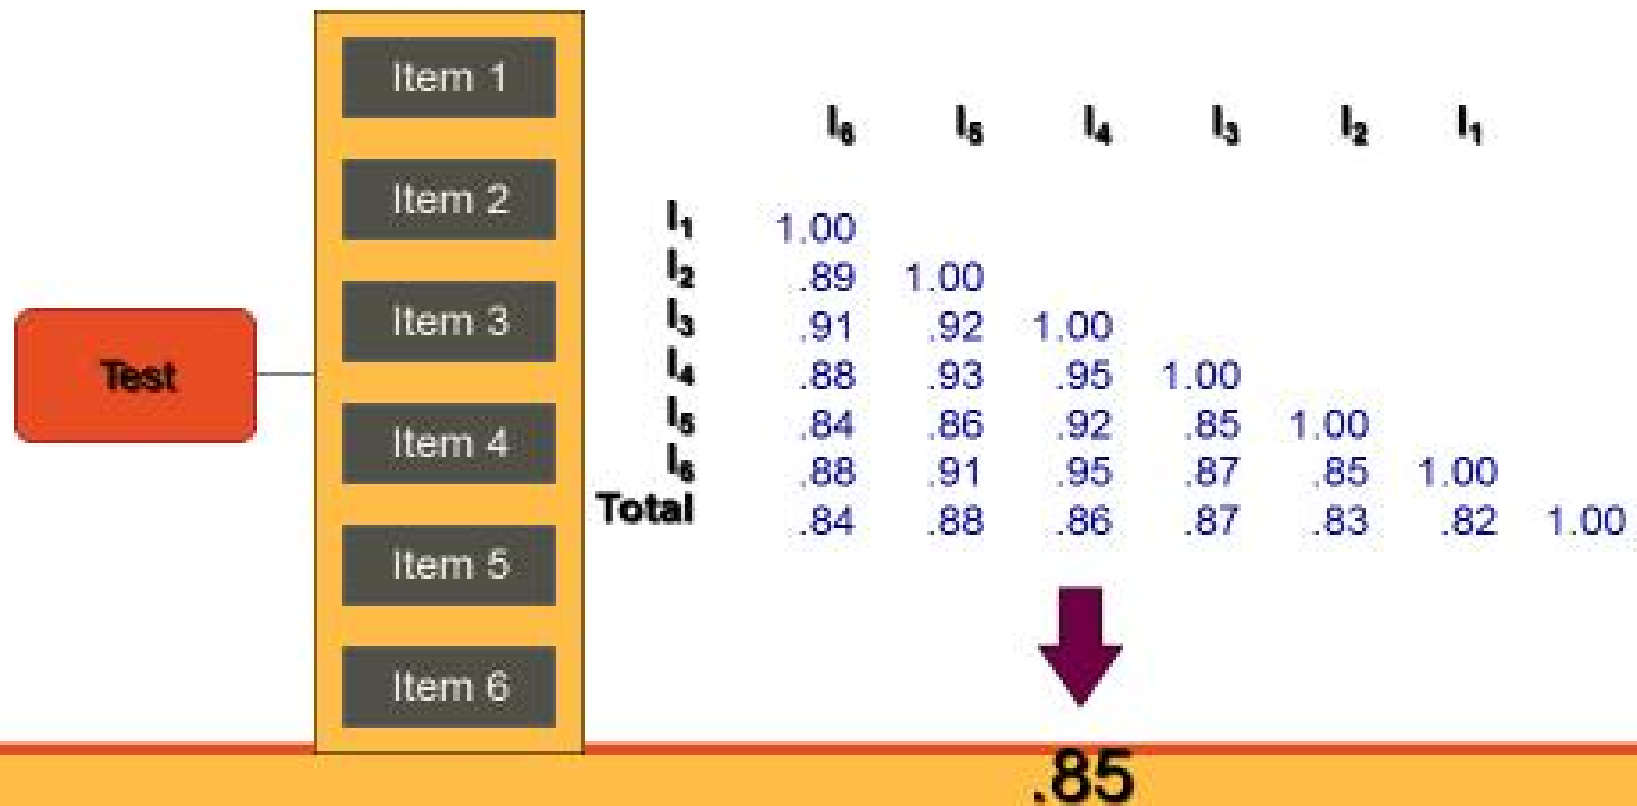 Test
Item 1
Item 2
Item 3
Item 4
Item 5
Item 6
I₆ I₅ I₄ I₃ I₂ I₁
I₁ 1.00
I₂ .89 1.00
I₃ .91 .92 1.00
I₄ .88 .93 .95 1.00
I₅ .84 .86 .92 .85 1.00
I₆ .88 .91 .95 .87 .85 1.00
Total .84 .88 .86 .87 .83 .82 1.00
.85